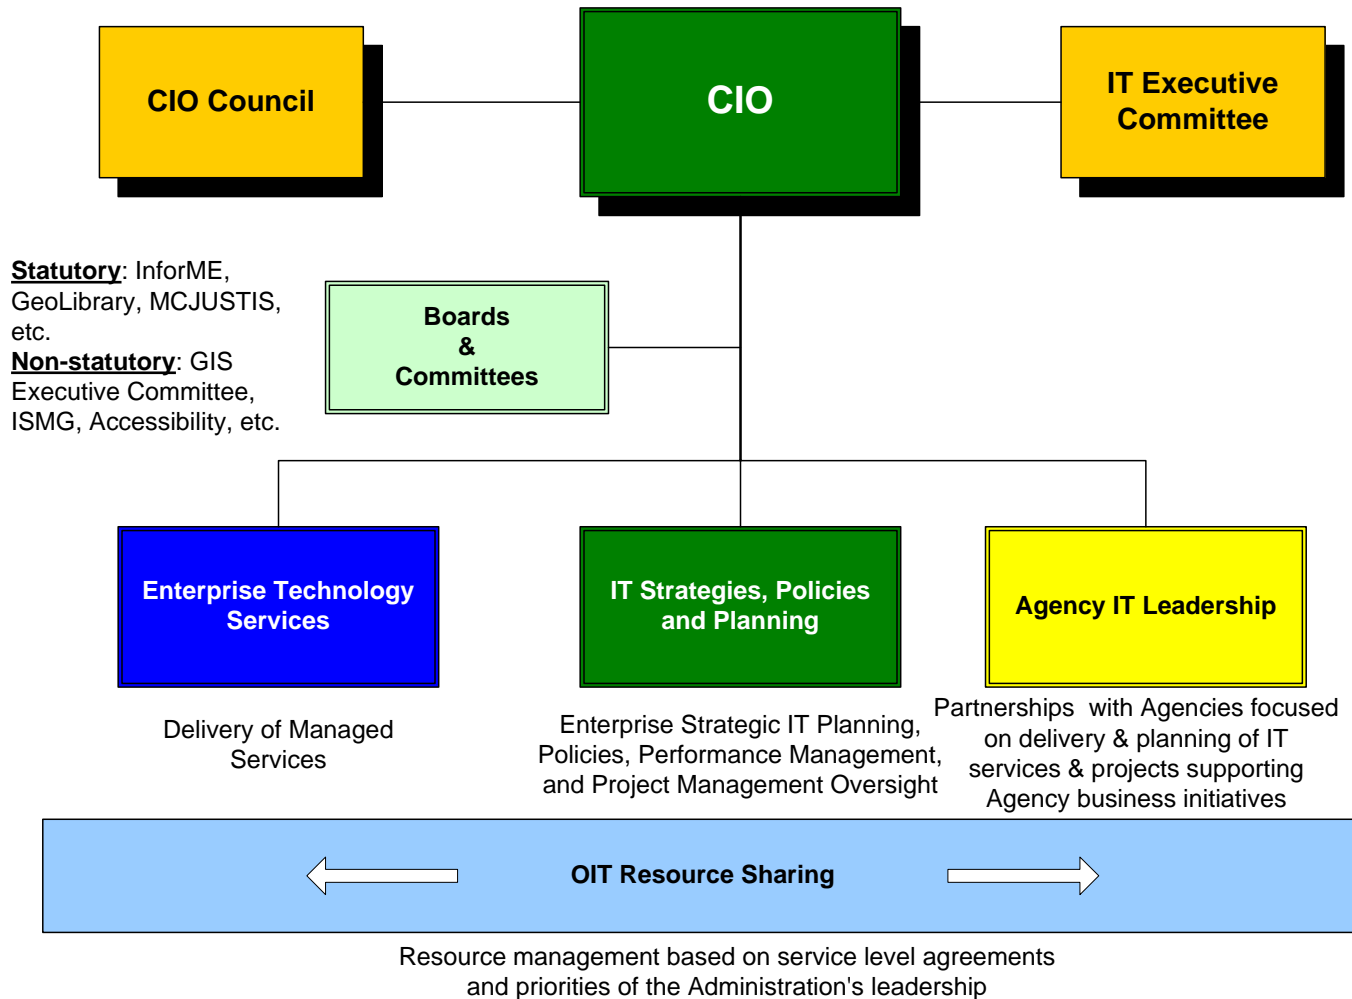 CIO Council
CIO
IT Executive
Committee
Statutory: InforME,
GeoLibrary, MCJUSTIS,
etc.
Non-statutory: GIS
Executive Committee,
ISMG, Accessibility, etc.
Boards
&
Committees
Enterprise Technology
Services
IT Strategies, Policies
and Planning
Agency IT Leadership
Delivery of Managed
Services
Enterprise Strategic IT Planning,
Policies, Performance Management,
and Project Management Oversight
Partnerships with Agencies focused
on delivery & planning of IT
services & projects supporting
Agency business initiatives
OIT Resource Sharing
Resource management based on service level agreements
and priorities of the Administration's leadership